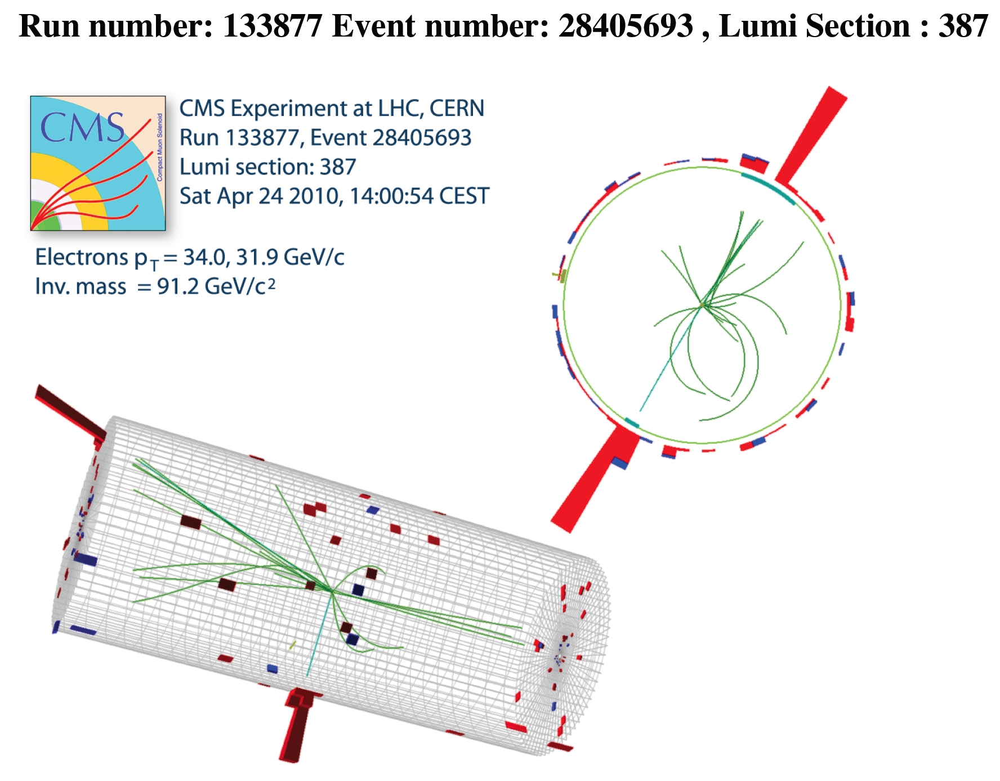 Run number: 133877 Event number: 28405693 , Lumi Section : 387
CMS
Compact Muon Solenoid
CMS Experiment at LHC, CERN
Run 133877, Event 28405693
Lumi section: 387
Sat Apr 24 2010, 14:00:54 CEST
Electrons pT = 34.0, 31.9 GeV/c
Inv. mass = 91.2 GeV/c2